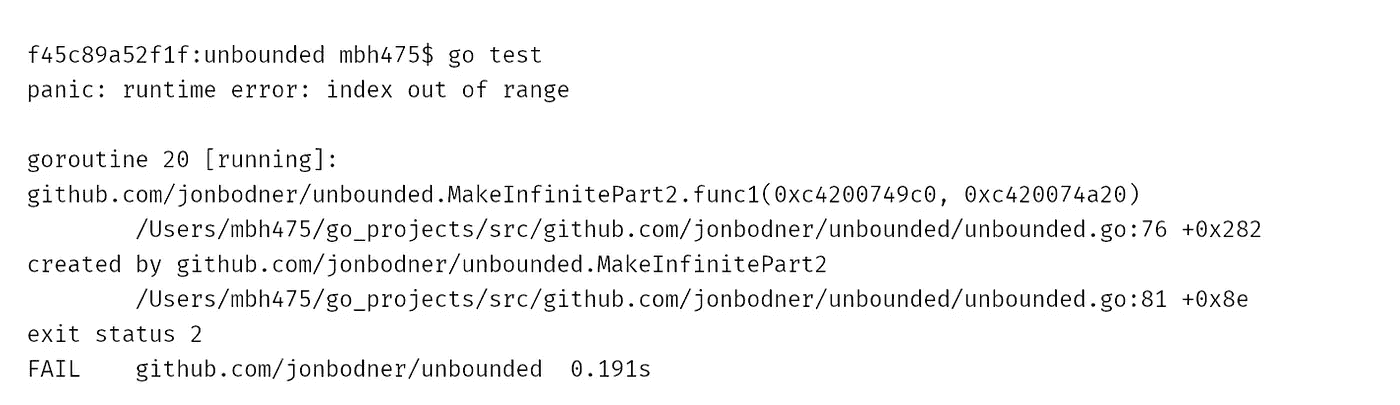 f45c89a52f1f:unbounded mbh475$ go test
panic: runtime error: index out of range
goroutine 20 [running]:
github.com/jonbodner/unbounded.MakeInfinitePart2.func1(0xc4200749c0, 0xc420074a20)
/Users/mbh475/go_projects/src/github.com/jonbodner/unbounded/unbounded.go:76 +0x282
created by github.com/jonbodner/unbounded.MakeInfinitePart2
/Users/mbh475/go_projects/src/github.com/jonbodner/unbounded/unbounded.go:81 +0x8e
exit status 2
FAIL github.com/jonbodner/unbounded 0.191s